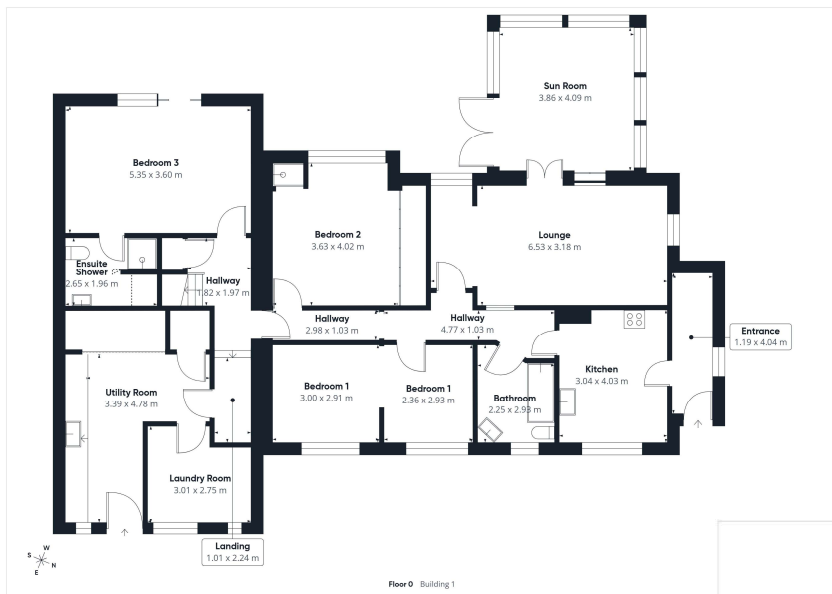 Sun Room
3.86 x 4.09 m
Bedroom 3
5.35 x 3.60 m
Bedroom 2
3.63 x 4.02 m
Lounge
6.53 x 3.18 m
Ensuite
Shower
2.65 x 1.96 m
Hallway
1.82 x 1.97 m
Hallway
2.98 x 1.03 m
Hallway
4.77 x 1.03 m
Entrance
1.19 x 4.04 m
Kitchen
3.04 x 4.03 m
Utility Room
3.39 x 4.78 m
Bedroom 1
3.00 x 2.91 m
Bedroom 1
2.36 x 2.93 m
Bathroom
2.25 x 2.93 m
Laundry Room
3.01 x 2.75 m
Landing
1.01 x 2.24 m
W
S
N
E
Floor 0 Building 1